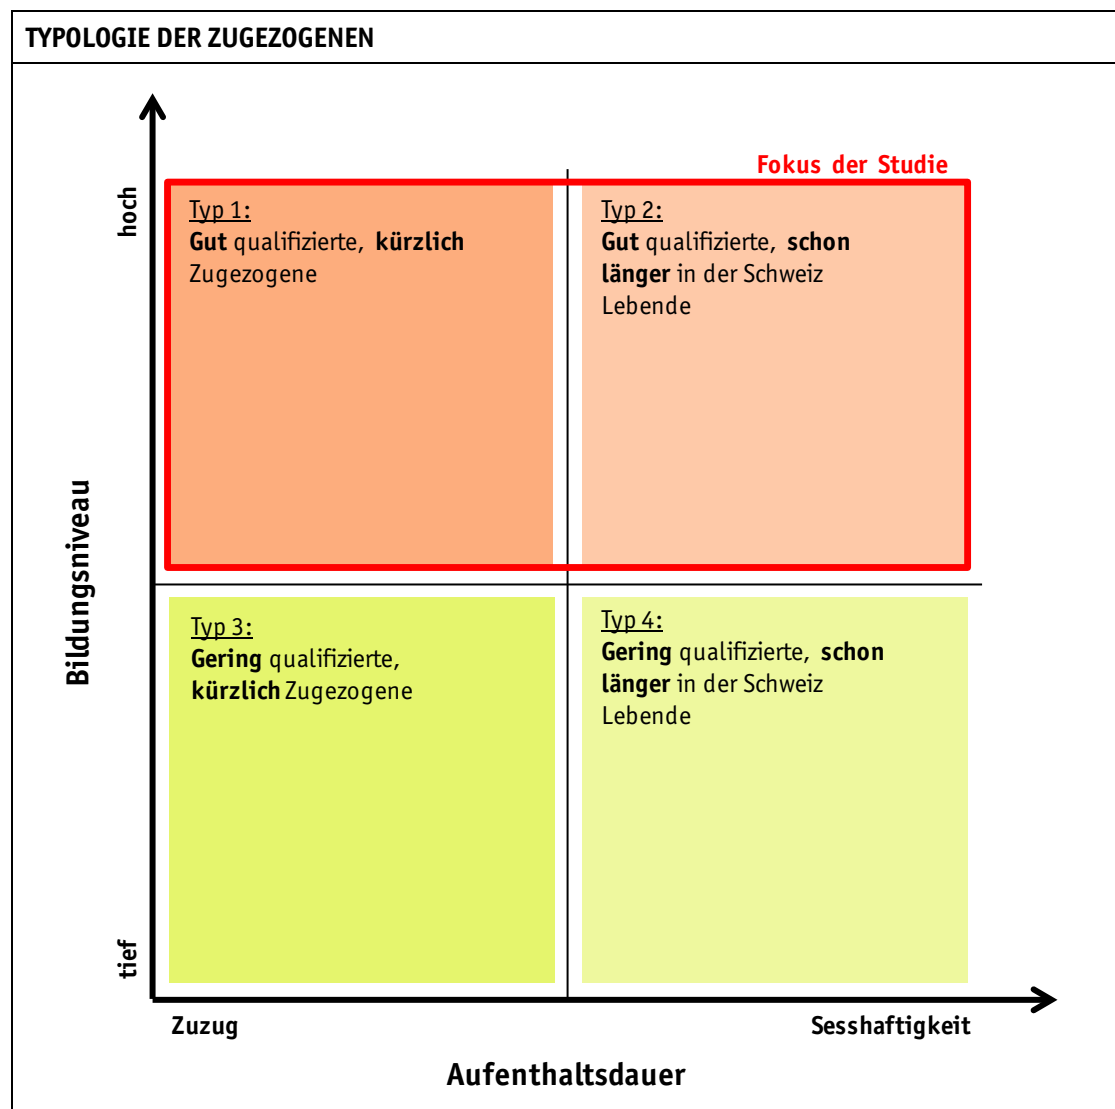 TYPOLOGIE DER ZUGEZOGENEN
Fokus der Studie
hoch
Typ 1:
Gut qualifizierte, kürzlich
Zugezogene
Typ 2:
Gut qualifizierte, schon
länger in der Schweiz
Lebende
Bildungsniveau
Typ 3:
Gering qualifizierte,
kürzlich Zugezogene
Typ 4:
Gering qualifizierte, schon
länger in der Schweiz
Lebende
tief
Zuzug
Sesshaftigkeit
Aufenthaltsdauer